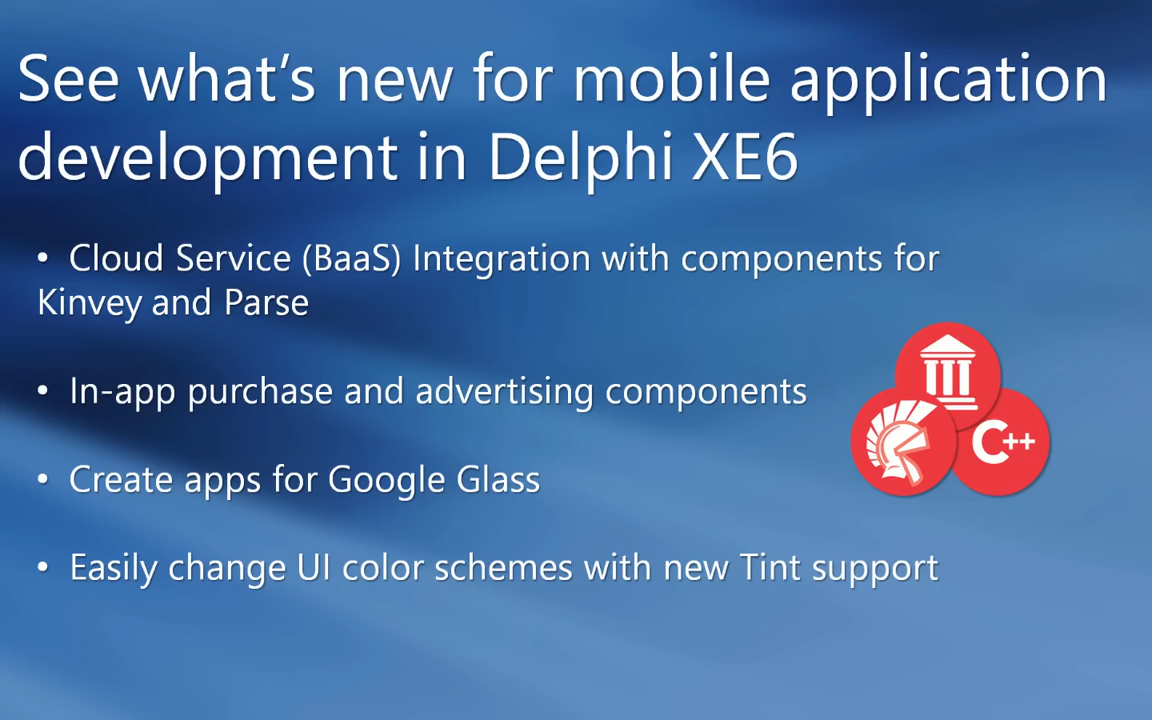 See what’s new for mobile application
development in Delphi XE6
• Cloud Service (BaaS) Integration with components for
Kinvey and Parse
• In-app purchase and advertising components
• Create apps for Google Glass
• Easily change UI color schemes with new Tint support
C++